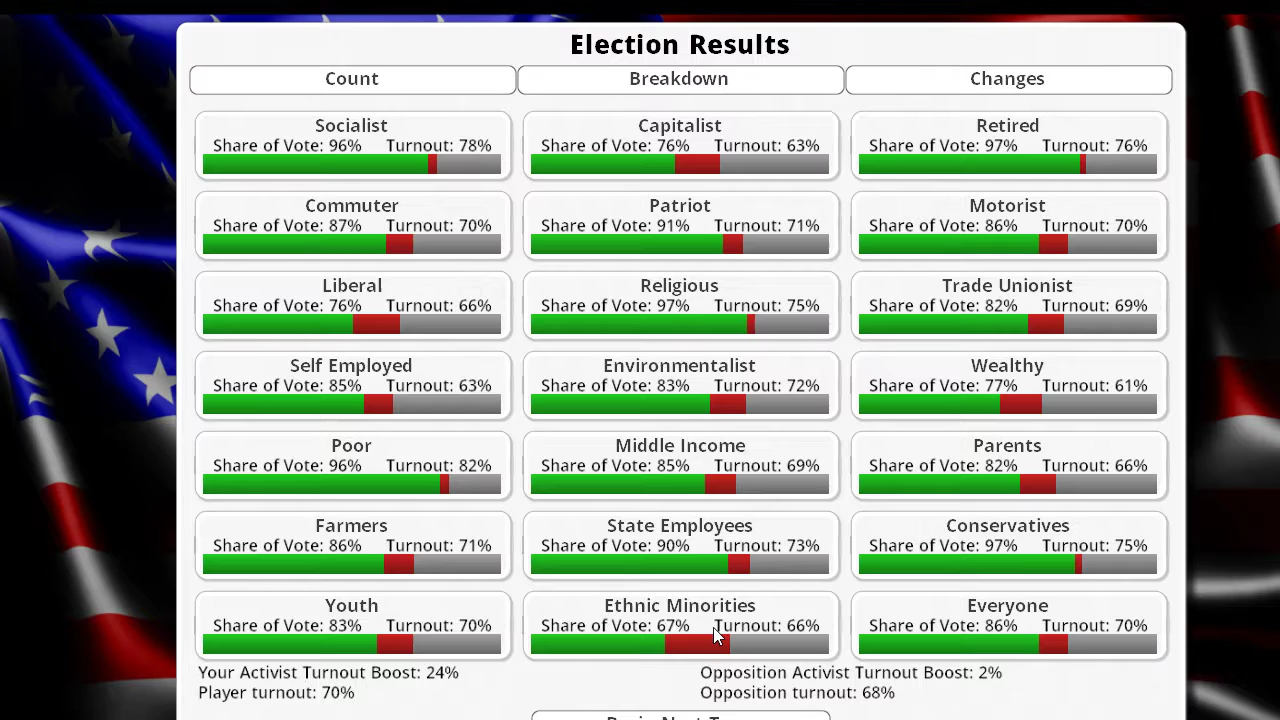 Election Results
Count Breakdown Changes
Socialist Capitalist Retired
Share of Vote: 96% Turnout: 78% Share of Vote: 76% Turnout: 63% Share of Vote: 97% Turnout: 76%
Commuter Patriot Motorist
Share of Vote: 87% Turnout: 70% Share of Vote: 91% Turnout: 71% Share of Vote: 86% Turnout: 70%
Liberal Religious Trade Unionist
Share of Vote: 76% Turnout: 66% Share of Vote: 97% Turnout: 75% Share of Vote: 82% Turnout: 69%
Self Employed Environmentalist Wealthy
Share of Vote: 85% Turnout: 63% Share of Vote: 83% Turnout: 72% Share of Vote: 77% Turnout: 61%
Poor Middle Income Parents
Share of Vote: 96% Turnout: 82% Share of Vote: 85% Turnout: 69% Share of Vote: 82% Turnout: 66%
Farmers State Employees Conservatives
Share of Vote: 86% Turnout: 71% Share of Vote: 90% Turnout: 73% Share of Vote: 97% Turnout: 75%
Youth Ethnic Minorities Everyone
Share of Vote: 83% Turnout: 70% Share of Vote: 67% Turnout: 66% Share of Vote: 86% Turnout: 70%
Your Activist Turnout Boost: 24% Opposition Activist Turnout Boost: 2%
Player turnout: 70% Opposition turnout: 68%